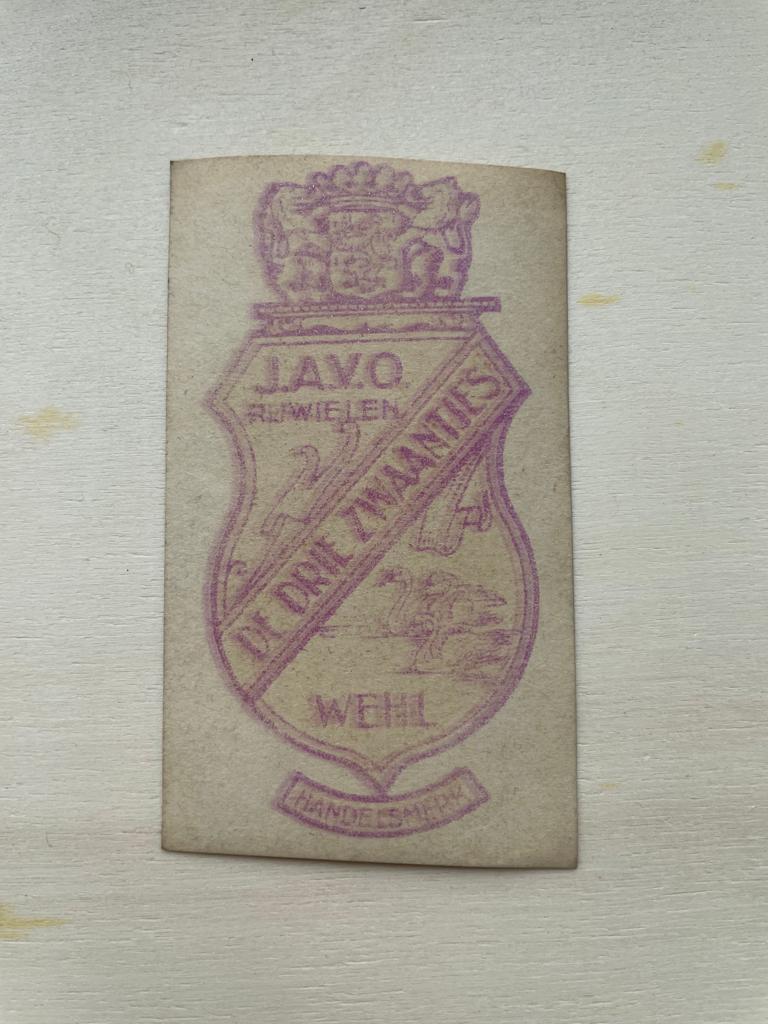 J.A.V.O.
RIJWIELEN
DE DRIE ZWAANTJES
WEHL
HANDELSMERK